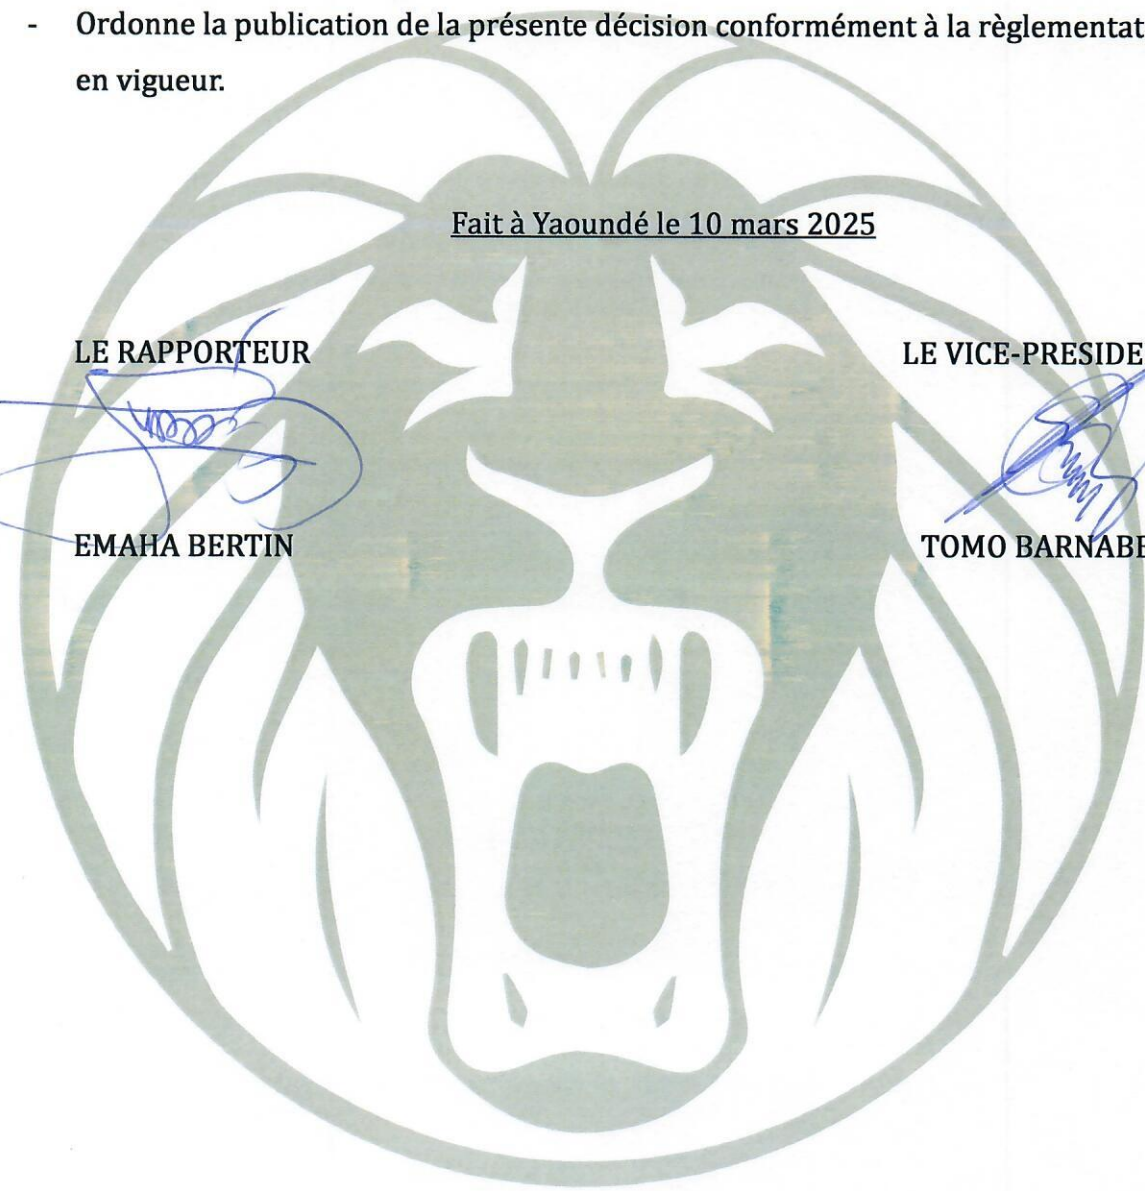 - Ordonne la publication de la présente décision conformément à la règlementat
en vigueur.
Fait à Yaoundé le 10 mars 2025
LE RAPPORTEUR LE VICE-PRESIDE
EMAHA BERTIN TOMO BARNABE